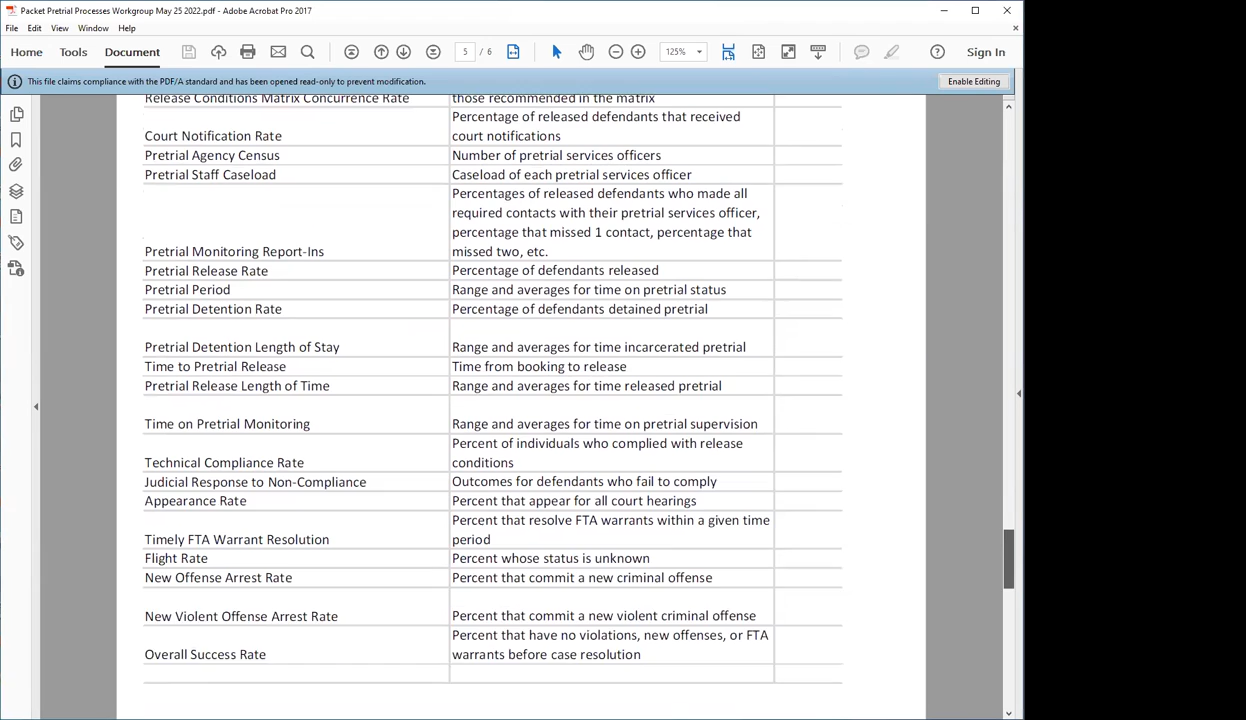 Packet Pretrial Processes Workgroup May 25 2022.pdf - Adobe Acrobat Pro 2017
File Edit View Window Help
Home Tools Document 5 / 6 125% Sign In
This file claims compliance with the PDF/A standard and has been opened read-only to prevent modification. Enable Editing
Release Conditions Matrix Concurrence Rate those recommended in the matrix
Percentage of released defendants that received
Court Notification Rate court notifications
Pretrial Agency Census Number of pretrial services officers
Pretrial Staff Caseload Caseload of each pretrial services officer
Percentages of released defendants who made all
required contacts with their pretrial services officer,
percentage that missed 1 contact, percentage that
Pretrial Monitoring Report-Ins missed two, etc.
Pretrial Release Rate Percentage of defendants released
Pretrial Period Range and averages for time on pretrial status
Pretrial Detention Rate Percentage of defendants detained pretrial
Pretrial Detention Length of Stay Range and averages for time incarcerated pretrial
Time to Pretrial Release Time from booking to release
Pretrial Release Length of Time Range and averages for time released pretrial
Time on Pretrial Monitoring Range and averages for time on pretrial supervision
Percent of individuals who complied with release
Technical Compliance Rate conditions
Judicial Response to Non-Compliance Outcomes for defendants who fail to comply
Appearance Rate Percent that appear for all court hearings
Percent that resolve FTA warrants within a given time
Timely FTA Warrant Resolution period
Flight Rate Percent whose status is unknown
New Offense Arrest Rate Percent that commit a new criminal offense
New Violent Offense Arrest Rate Percent that commit a new violent criminal offense
Percent that have no violations, new offenses, or FTA
Overall Success Rate warrants before case resolution